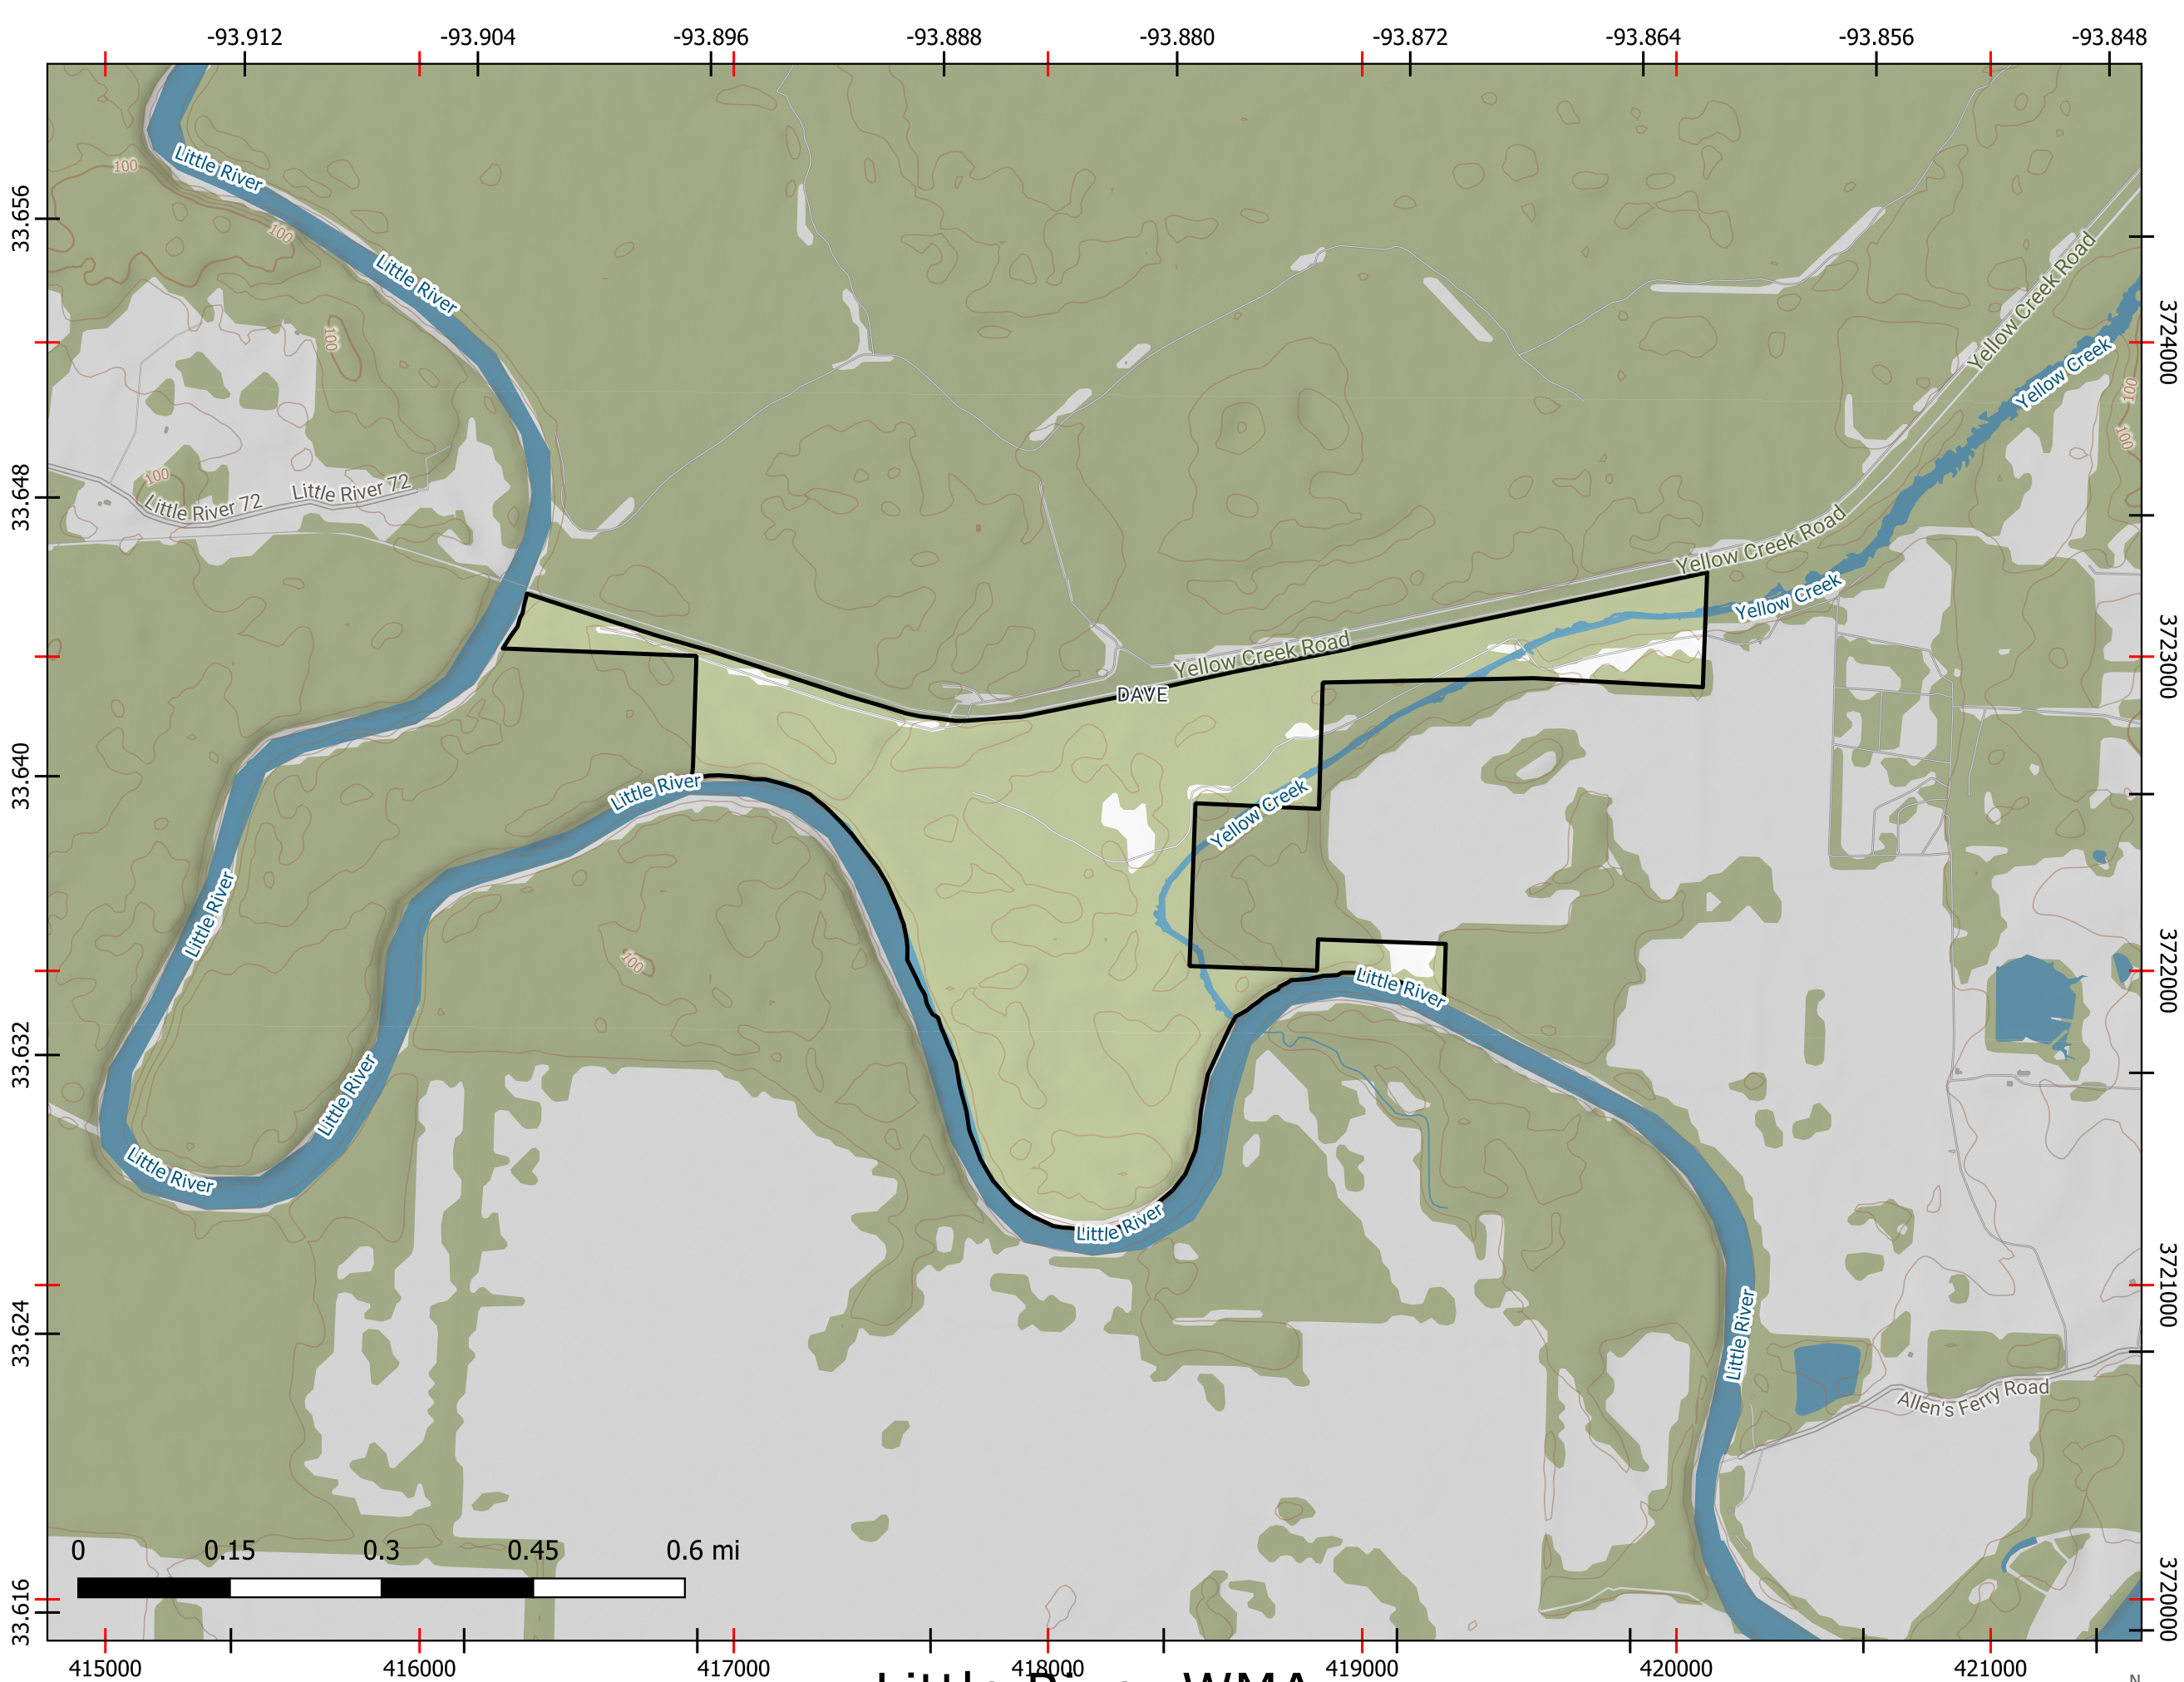 -93.912 -93.904 -93.896 -93.888 -93.880 -93.872 -93.864 -93.856 -93.848
Little River
100
33.656
100
Yellow Creek Road
Little River
3724000
100
Yellow Creek
100
100
33.648
100
Little River 72
Little River 72
Yellow Creek Road
Yellow Creek
Yellow Creek Road
3723000
DAVE
33.640
Little River
Yellow Creek
Little River
100
Little River
3722000
33.632
Little River
Little River
Little River
3721000
33.624
Little River
Allen's Ferry Road
0 0.15 0.3 0.45 0.6 mi
33.616
3720000
415000 416000 417000 418000 419000 420000 421000
Little River WMA
N